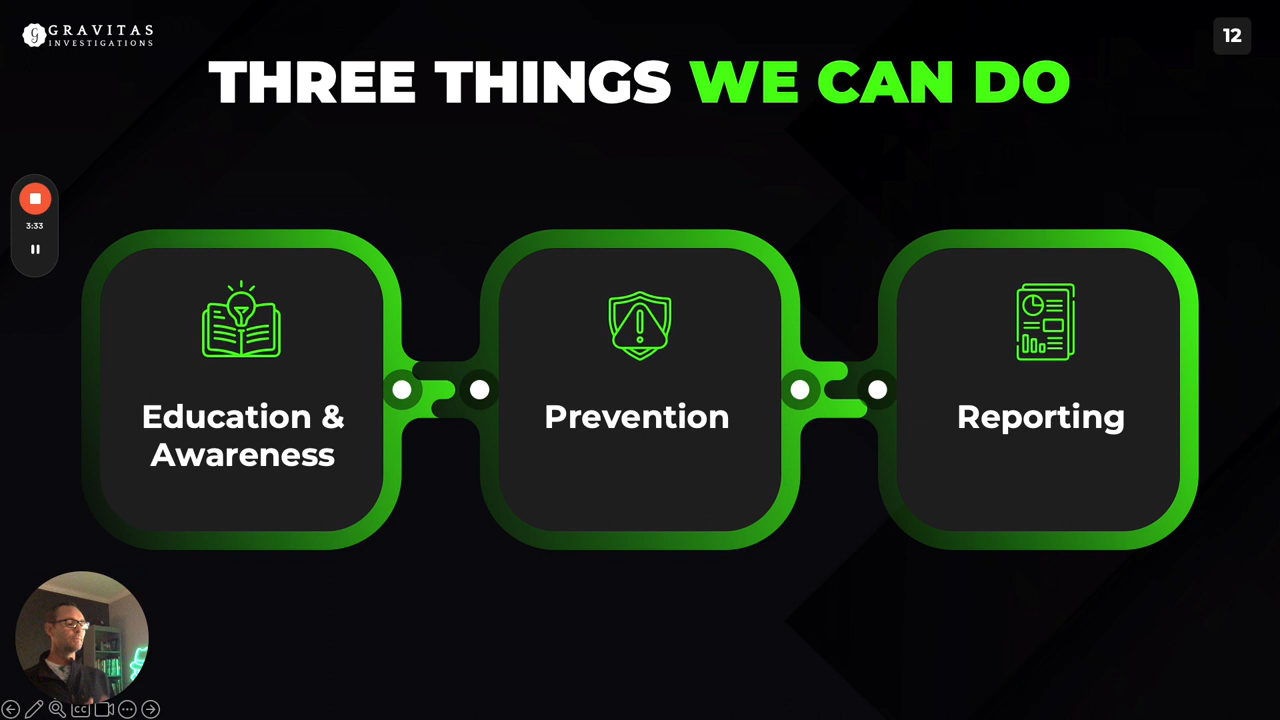 GRAVITAS
INVESTIGATIONS
12
THREE THINGS WE CAN DO
3:33
Education &
Awareness
Prevention
Reporting
CC